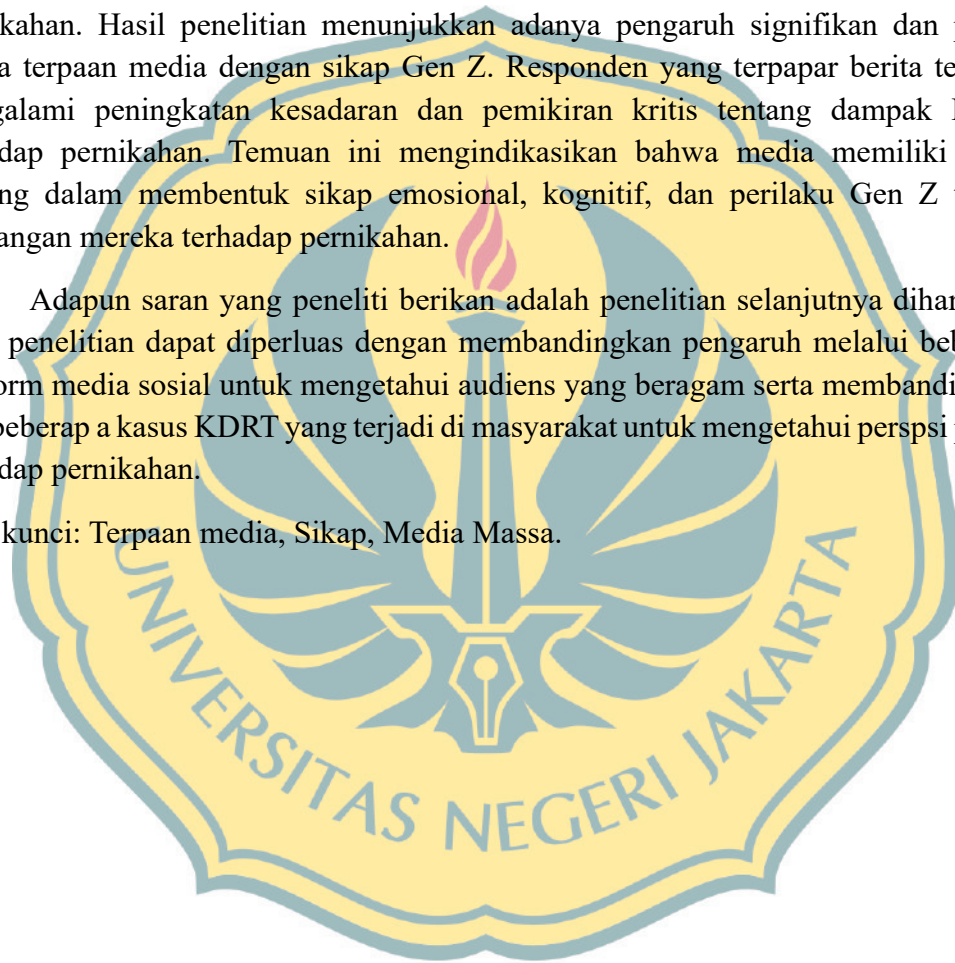 kahan. Hasil penelitian menunjukkan adanya pengaruh signifikan dan p
a terpaan media dengan sikap Gen Z. Responden yang terpapar berita te
galami peningkatan kesadaran dan pemikiran kritis tentang dampak
dap pernikahan. Temuan ini mengindikasikan bahwa media memiliki
ng dalam membentuk sikap emosional, kognitif, dan perilaku Gen Z
angan mereka terhadap pernikahan.
Adapun saran yang peneliti berikan adalah penelitian selanjutnya dihar
penelitian dapat diperluas dengan membandingkan pengaruh melalui beb
orm media sosial untuk mengetahui audiens yang beragam serta membandi
beberap a kasus KDRT yang terjadi di masyarakat untuk mengetahui perspsi p
dap pernikahan.
kunci: Terpaan media, Sikap, Media Massa.
UNIVERSITAS NEGERI JAKARTA